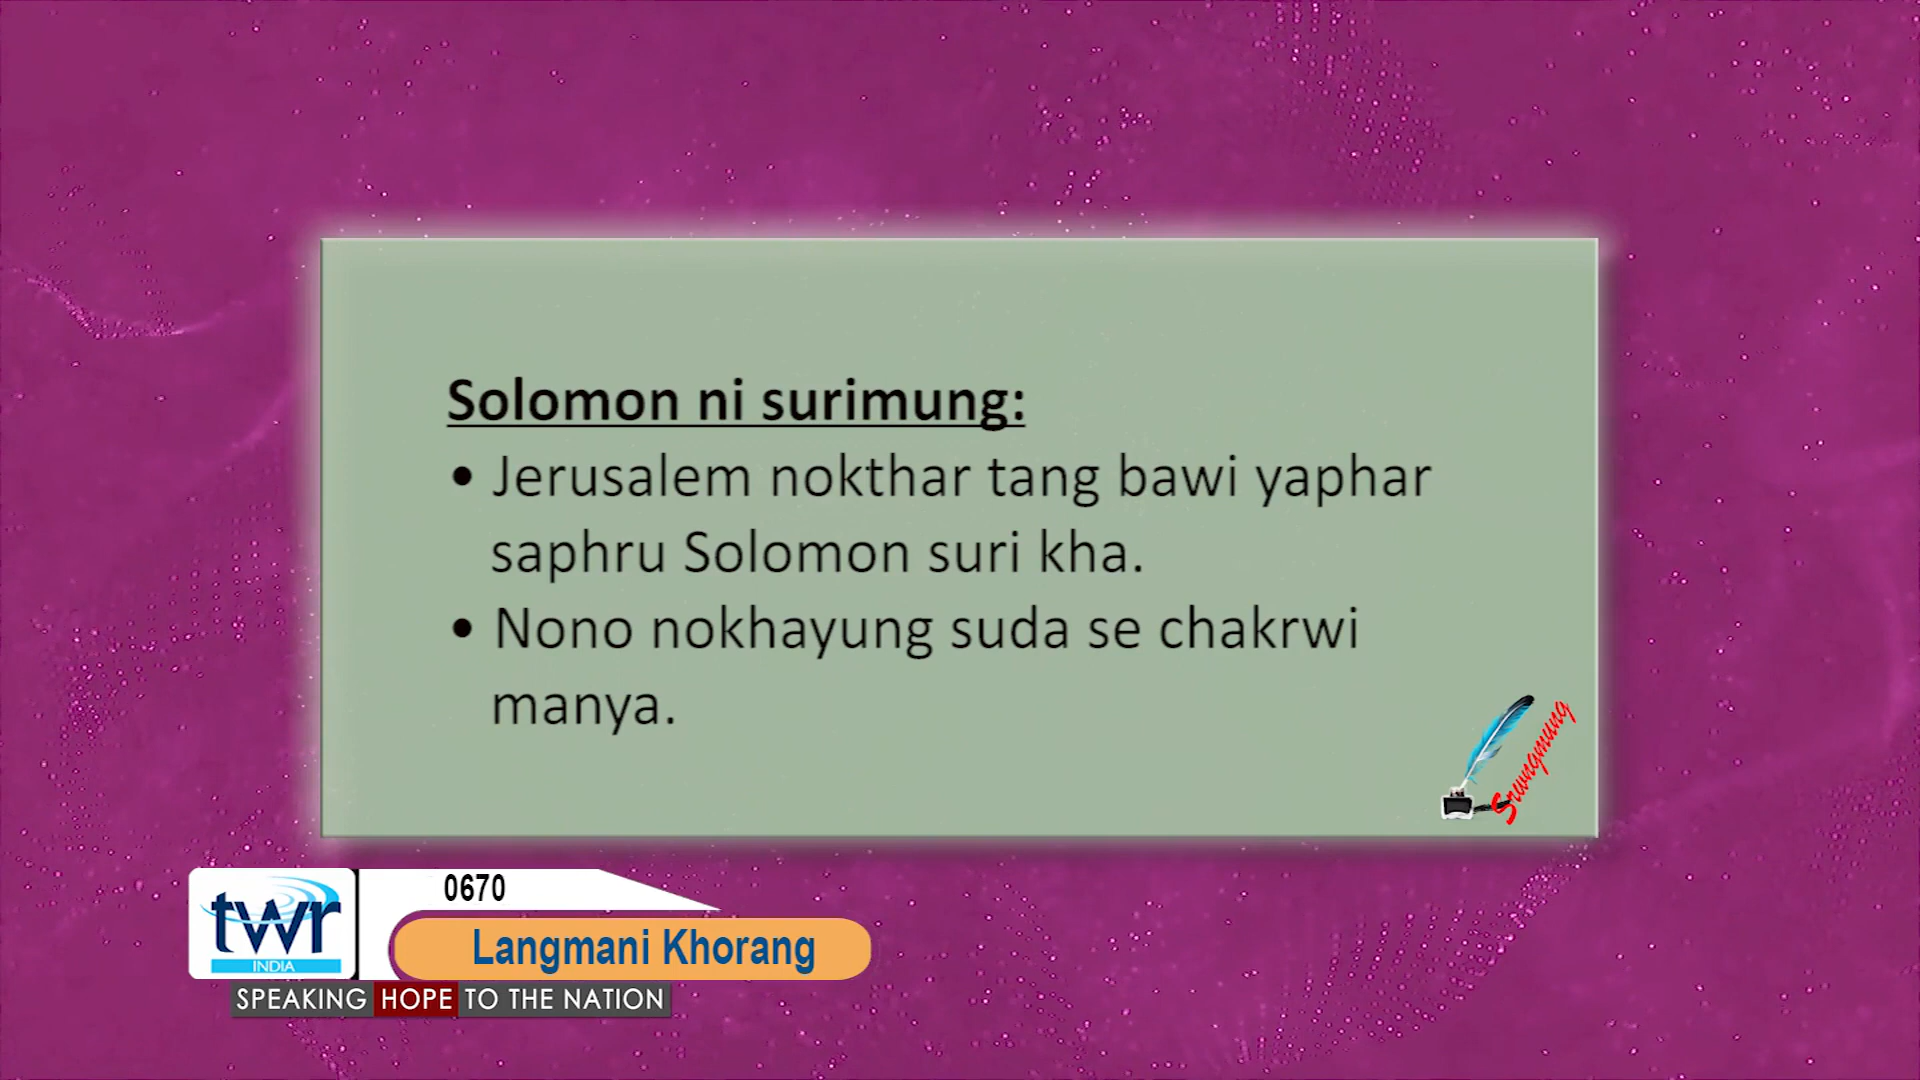 Solomon ni surimung:
• Jerusalem nokthar tang bawi yaphar
saphru Solomon suri kha.
• Nono nokhayung suda se chakrwi
manya.
Srungmung
0670
twr
INDIA
Langmani Khorang
SPEAKING HOPE TO THE NATION